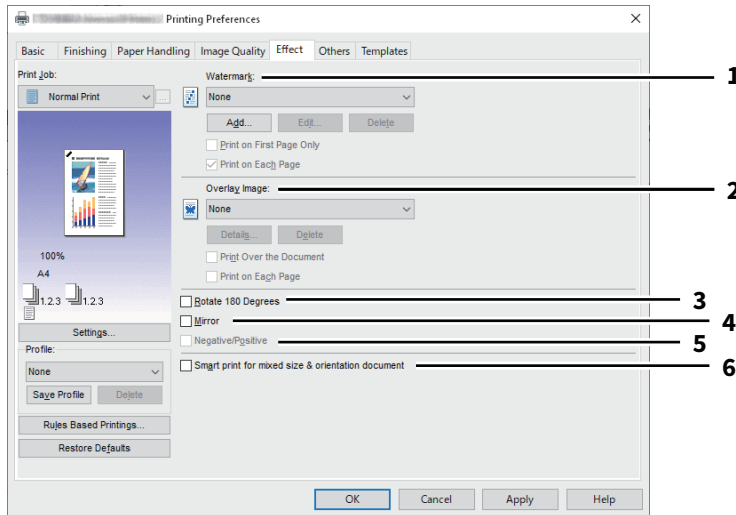 Printing Preferences
Basic Finishing Paper Handling Image Quality Effect Others Templates
Print Job:
Normal Print
...
100%
A4
1.2.3 1.2.3
Settings...
Profile:
None
Save Profile Delete
Rules Based Printings...
Restore Defaults
Watermark:
None
Add... Edit... Delete
Print on First Page Only
Print on Each Page
Overlay Image:
None
Details... Delete
Print Over the Document
Print on Each Page
Rotate 180 Degrees
Mirror
Negative/Positive
Smart print for mixed size & orientation document
1
2
3
4
5
6
OK Cancel Apply Help